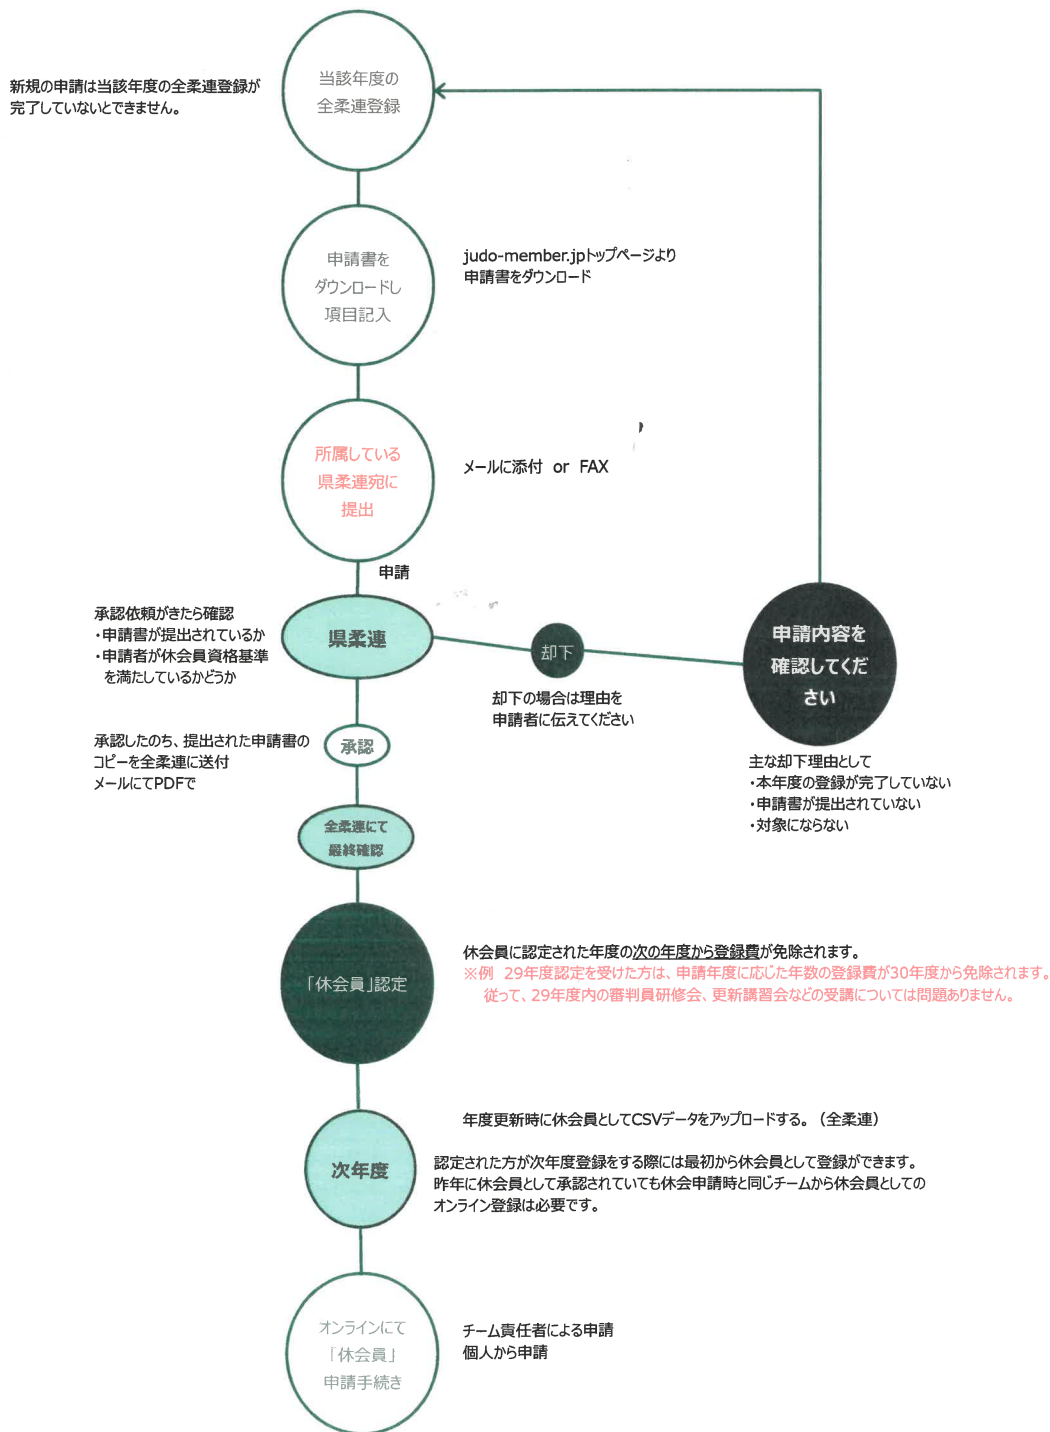 新規の申請は当該年度の全柔連登録が
完了していないとできません。
当該年度の
全柔連登録
申請書を
ダウンロードし
項目記入
judo-member.jpトップページより
申請書をダウンロード
所属している
県柔連宛に
提出
メールに添付 or FAX
申請
承認依頼がきたら確認
・申請書が提出されているか
・申請者が休会員資格基準
を満たしているかどうか
県柔連
却下
却下の場合は理由を
申請者に伝えてください
申請内容を
確認してくだ
さい
主な却下理由として
・本年度の登録が完了していない
・申請書が提出されていない
・対象にならない
承認したのち、提出された申請書の
コピーを全柔連に送付
メールにてPDFで
承認
全柔連にて
最終確認
「休会員」認定
休会員に認定された年度の次の年度から登録費が免除されます。
※例 29年度認定を受けた方は、申請年度に応じた年数の登録費が30年度から免除されます。
従って、29年度内の審判員研修会、更新講習会などの受講については問題ありません。
次年度
年度更新時に休会員としてCSVデータをアップロードする。（全柔連）
認定された方が次年度登録をする際には最初から休会員として登録ができます。
昨年に休会員として承認されていても休会申請時と同じチームから休会員としての
オンライン登録は必要です。
オンラインにて
「休会員」
申請手続き
チーム責任者による申請
個人から申請